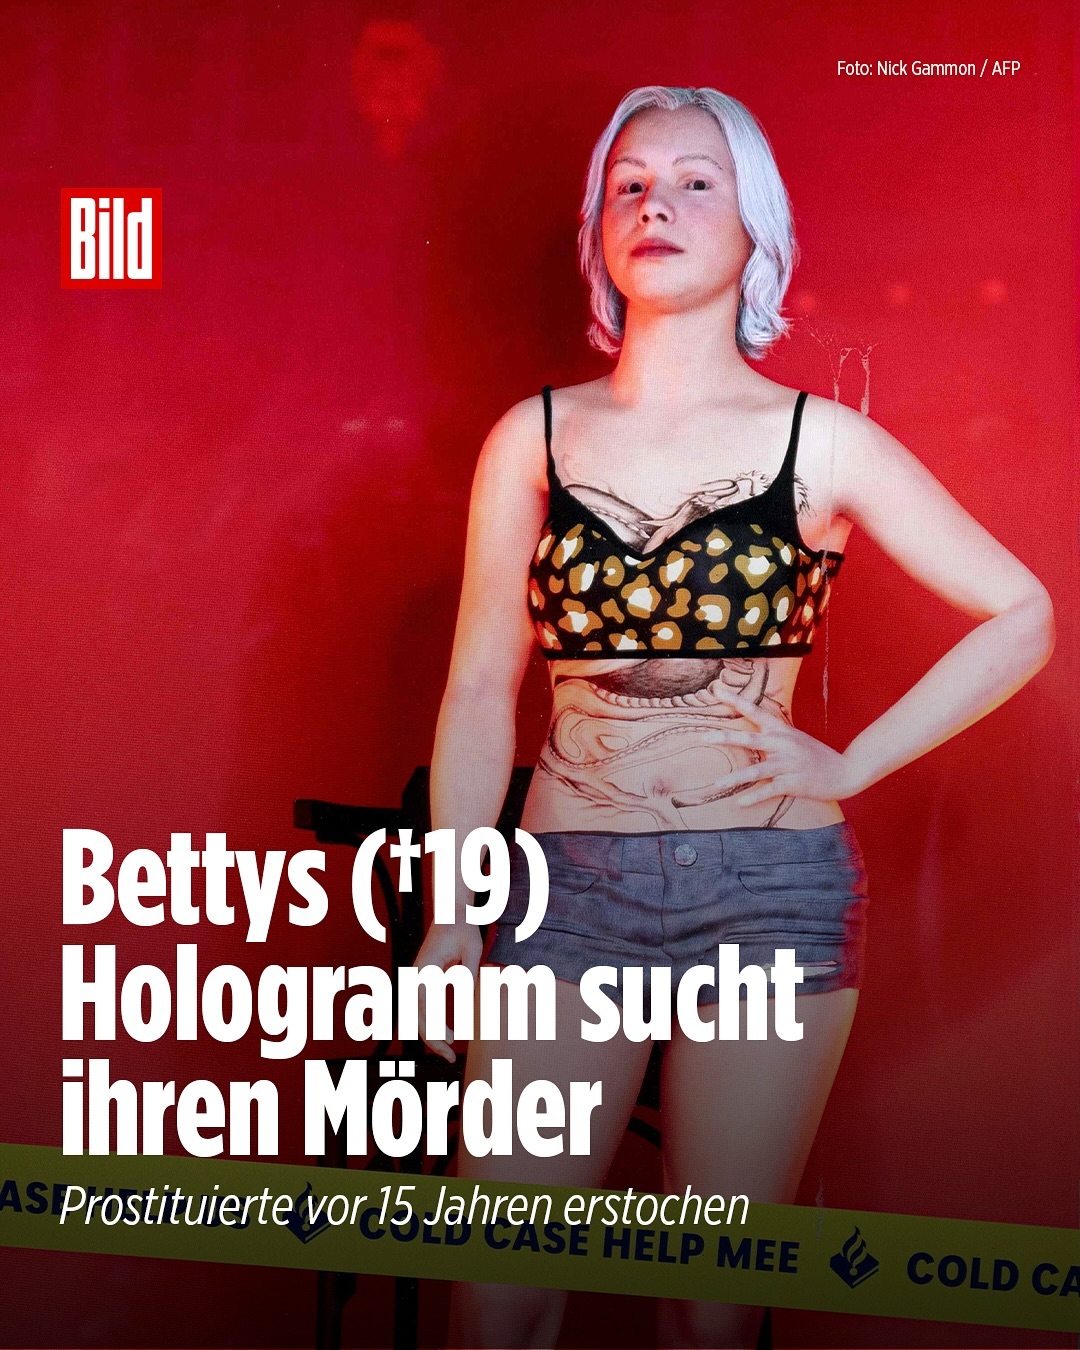 Foto: Nick Gammon / AFP
Bild
Bettys (†19)
Hologramm sucht
ihren Mörder
Prostituierte vor 15 Jahren erstochen
COLD CASE HELP MEE
COLD CA